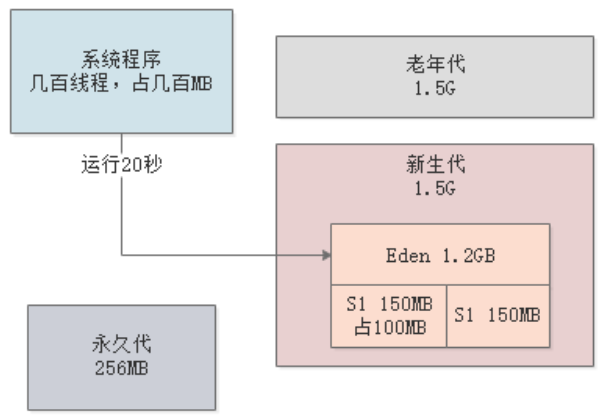 系统程序
几百线程，占几百MB
老年代
1.5G
运行20秒
新生代
1.5G
Eden 1.2GB
S1 150MB
占100MB
S1 150MB
永久代
256MB